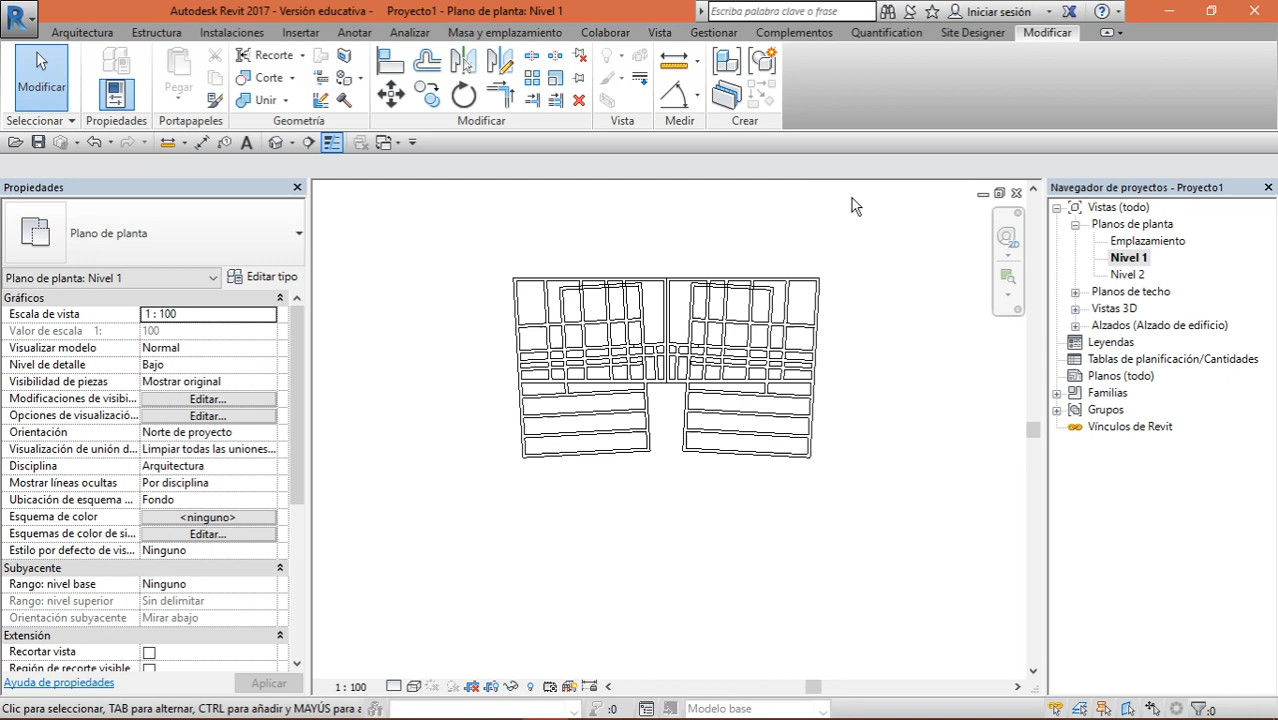 Autodesk Revit 2017 - Versión educativa - Proyecto1 - Plano de planta: Nivel 1
Escriba palabra clave o frase
Iniciar sesión
Arquitectura Estructura Instalaciones Insertar Anotar Analizar Masa y emplazamiento Colaborar Vista Gestionar Complementos Quantification Site Designer Modificar
Modificar
Pegar
Recorte
Corte
Unir
Seleccionar Propiedades Portapapeles Geometría Modificar Vista Medir Crear
Propiedades
Plano de planta
Plano de planta: Nivel 1
Editar tipo
Gráficos
Escala de vista 1 : 100
Valor de escala 1: 100
Visualizar modelo Normal
Nivel de detalle Bajo
Visibilidad de piezas Mostrar original
Modificaciones de visibi... Editar...
Opciones de visualizació... Editar...
Orientación Norte de proyecto
Visualización de unión d... Limpiar todas las uniones...
Disciplina Arquitectura
Mostrar líneas ocultas Por disciplina
Ubicación de esquema ... Fondo
Esquema de color <ninguno>
Esquemas de color de si... Editar...
Estilo por defecto de vis... Ninguno
Subyacente
Rango: nivel base Ninguno
Rango: nivel superior Sin delimitar
Orientación subyacente Mirar abajo
Extensión
Recortar vista
Región de recorte visible
Ayuda de propiedades
Aplicar
2D
Navegador de proyectos - Proyecto1
Vistas (todo)
Planos de planta
Emplazamiento
Nivel 1
Nivel 2
Planos de techo
Vistas 3D
Alzados (Alzado de edificio)
Leyendas
Tablas de planificación/Cantidades
Planos (todo)
Familias
Grupos
Vínculos de Revit
1 : 100
Clic para seleccionar, TAB para alternar, CTRL para añadir y MAYÚS para a
:0
Modelo base
:0